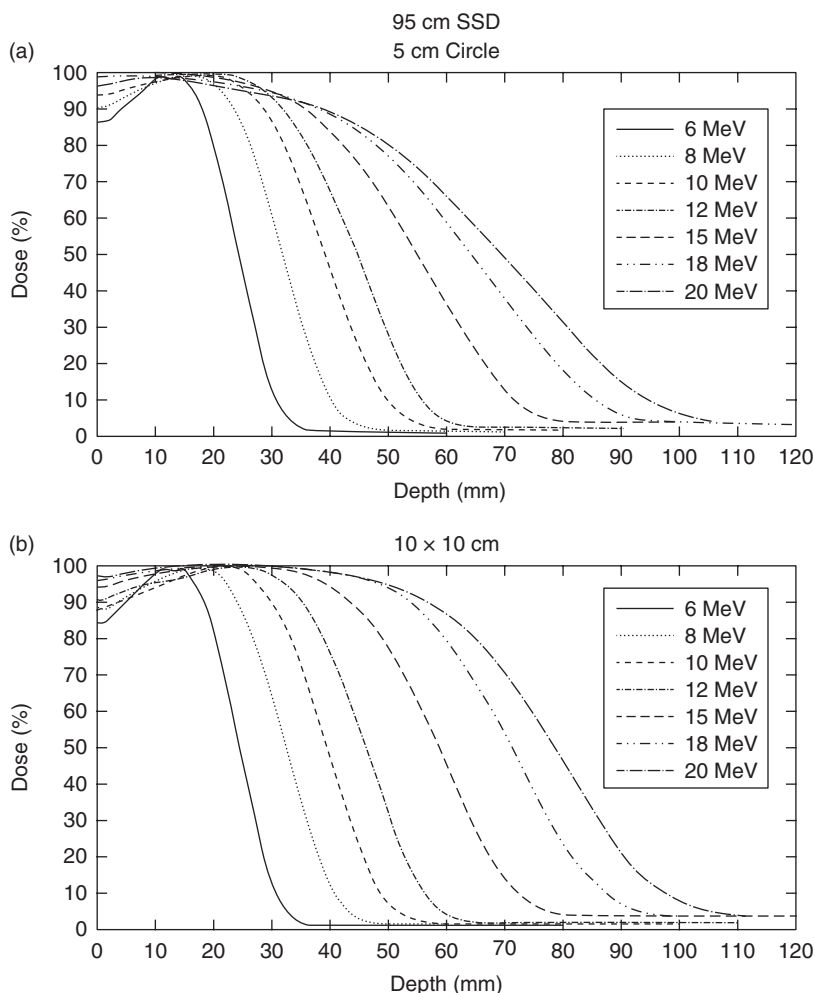 95 cm SSD
5 cm Circle
(a)
100
90
80
70
60
50
40
30
20
10
0
Dose (%)
6 MeV
8 MeV
10 MeV
12 MeV
15 MeV
18 MeV
20 MeV
0 10 20 30 40 50 60 70 80 90 100 110 120
Depth (mm)
(b)
10 × 10 cm
100
90
80
70
60
50
40
30
20
10
0
Dose (%)
6 MeV
8 MeV
10 MeV
12 MeV
15 MeV
18 MeV
20 MeV
0 10 20 30 40 50 60 70 80 90 100 110 120
Depth (mm)